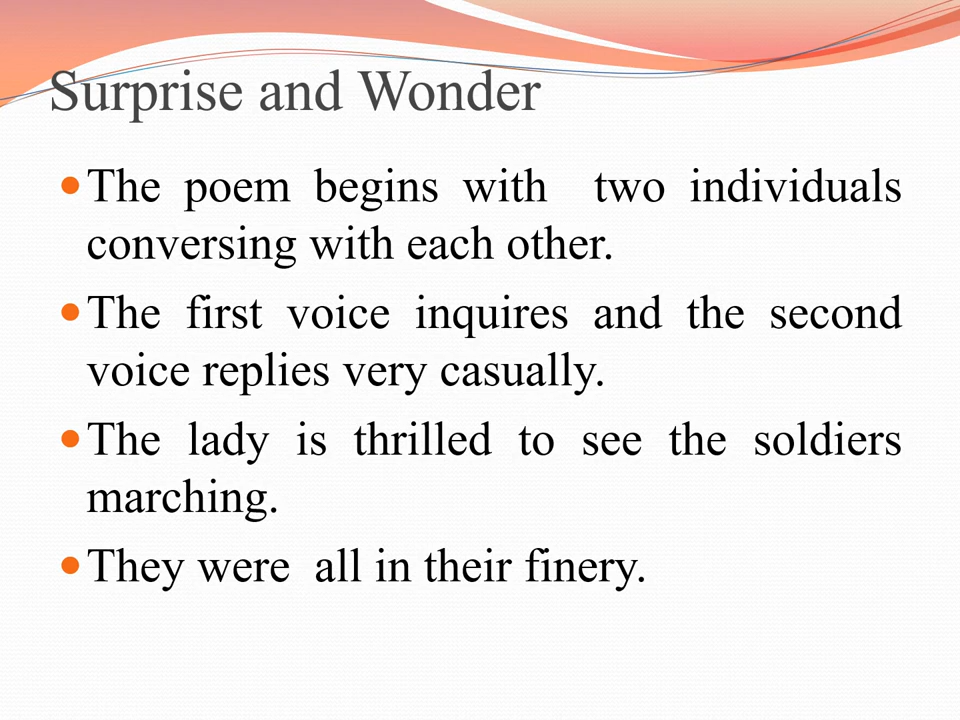 Surprise and Wonder
The poem begins with two individuals
conversing with each other.
The first voice inquires and the second
voice replies very casually.
The lady is thrilled to see the soldiers
marching.
They were all in their finery.